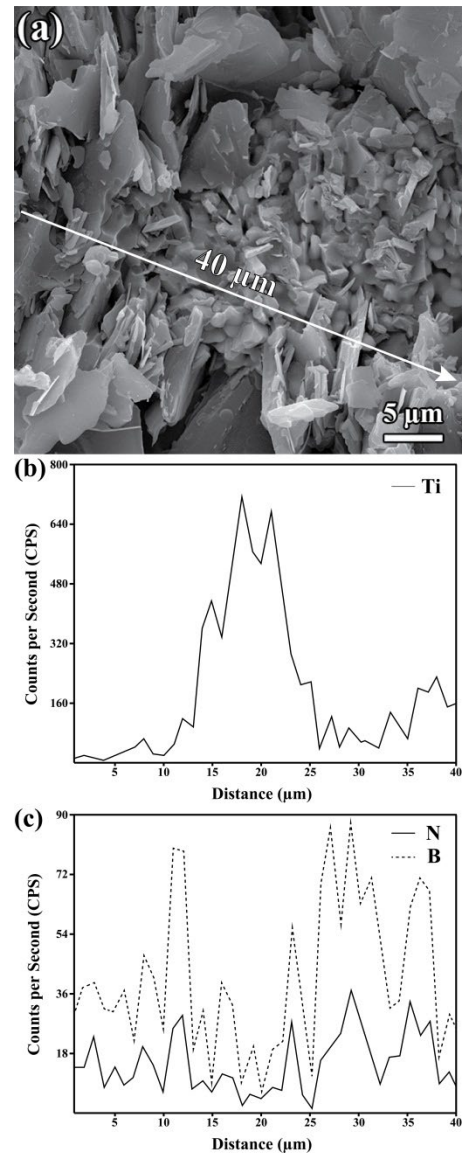 (a)
40 µm
5 µm
(b)
800
640
480
320
160
Counts per Second (CPS)
Ti
5 10 15 20 25 30 35 40
Distance (µm)
(c)
90
72
54
36
18
Counts per Second (CPS)
N
B
5 10 15 20 25 30 35 40
Distance (µm)